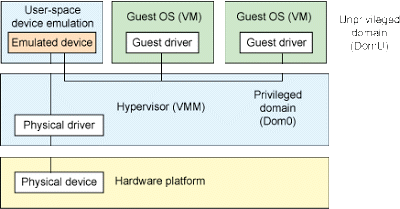 User-space
device emulation
Emulated device
Guest OS (VM)
Guest driver
Guest OS (VM)
Guest driver
Unprivileged
domain
(DomU)
Hypervisor (VMM)
Privileged
domain
(Dom0)
Physical driver
Physical device
Hardware platform